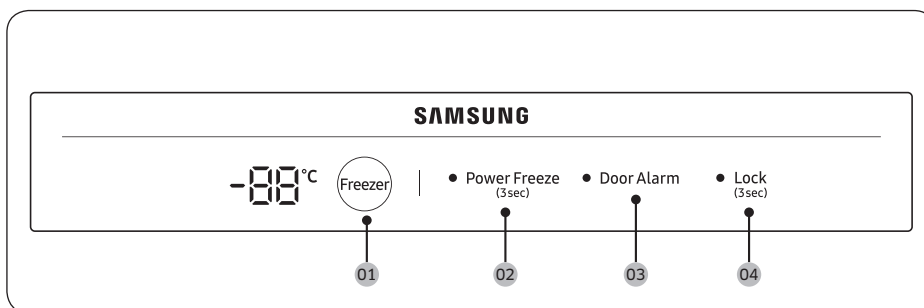 SAMSUNG
-88°C Freezer Power Freeze Door Alarm Lock
(3sec) (3sec)
01 02 03 04